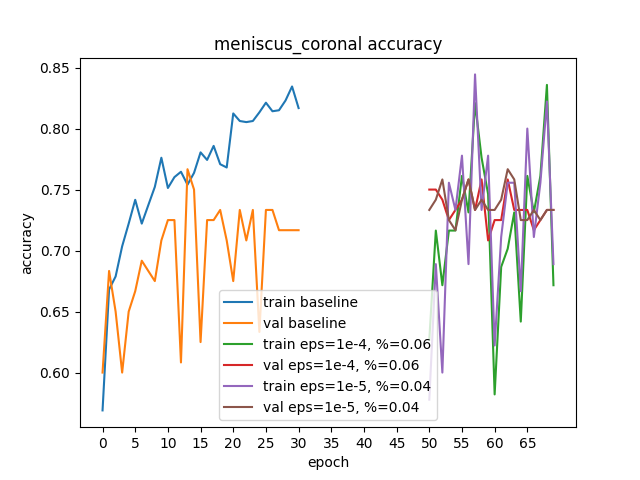 meniscus_coronal accuracy
accuracy
0.85
0.80
0.75
0.70
0.65
0.60
train baseline
val baseline
train eps=1e-4, %=0.06
val eps=1e-4, %=0.06
train eps=1e-5, %=0.04
val eps=1e-5, %=0.04
0 5 10 15 20 25 30 35 40 45 50 55 60 65
epoch